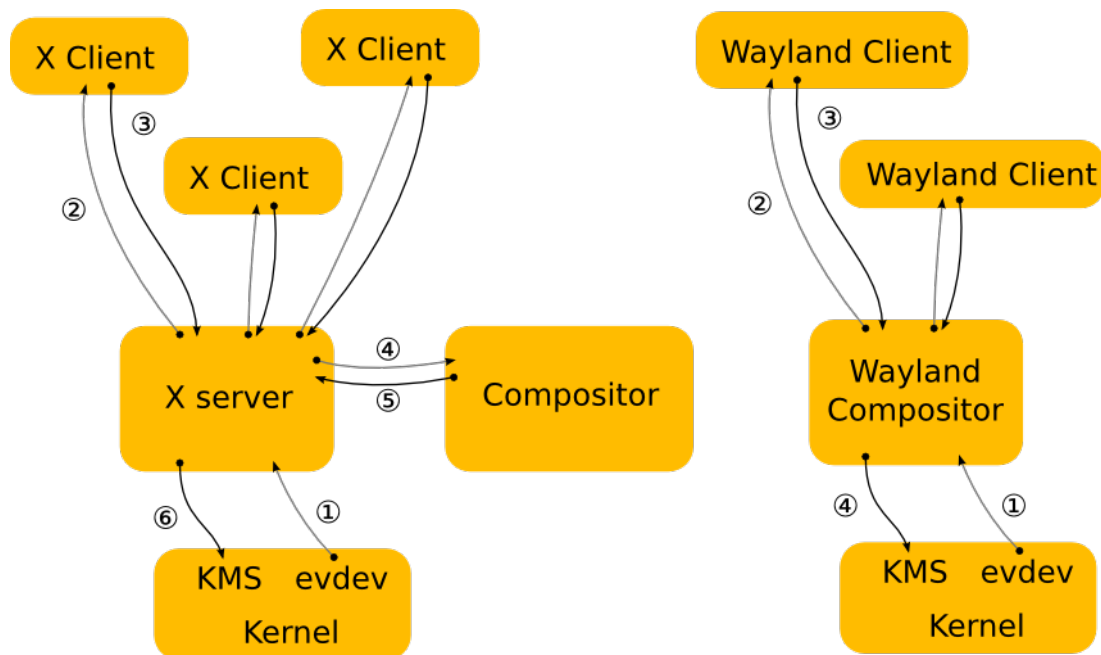 X Client
X Client
③
X Client
②
④
X server
⑤
Compositor
⑥
①
KMS evdev
Kernel
Wayland Client
③
Wayland Client
②
Wayland
Compositor
④
①
KMS evdev
Kernel